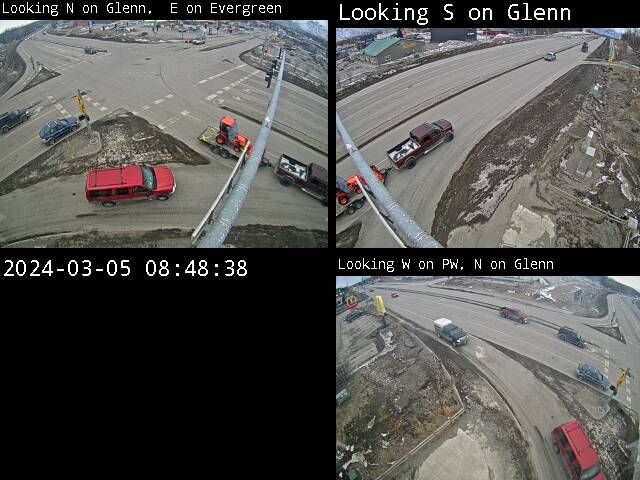 Looking N on Glenn, E on Evergreen
Looking S on Glenn
2024-03-05 08:48:38
Looking W on PW, N on Glenn